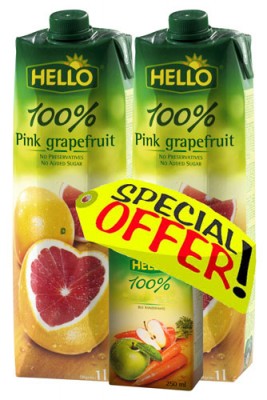 HELLO
100%
Pink grapefruit
NO PRESERVATIVES
NO ADDED SUGAR
1L
HELLO
100%
Pink grapefruit
NO PRESERVATIVES
NO ADDED SUGAR
1L
SPECIAL
OFFER!
HELLO
100%
250 ml